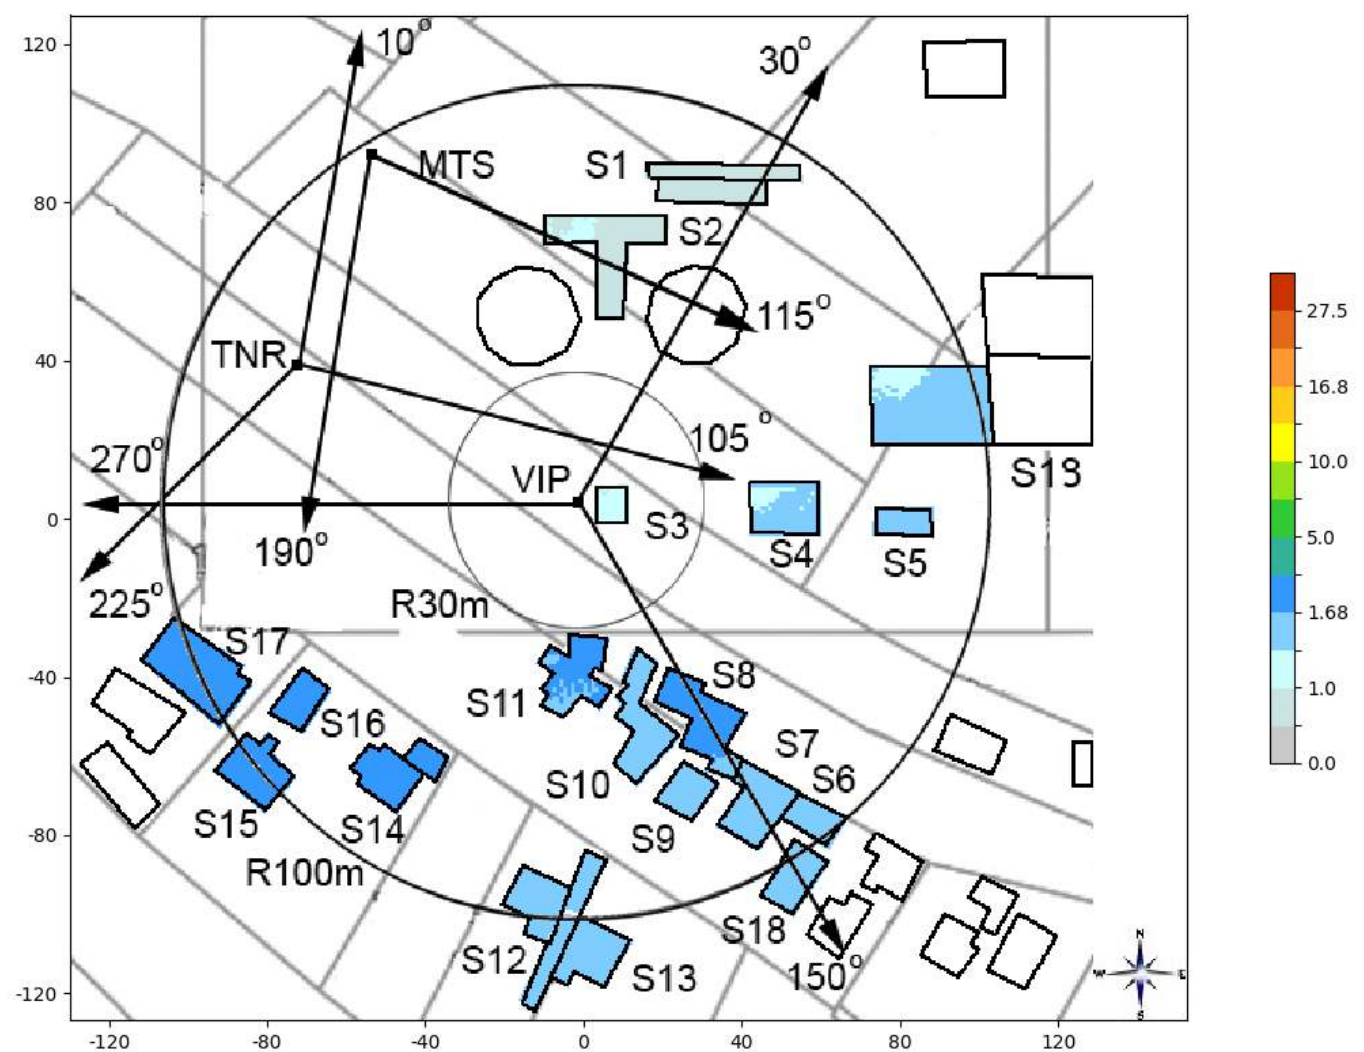 120
80
40
0
-40
-80
-120
-120
-80
-40
0
40
80
120
10°
30°
MTS
S1
S2
115°
TNR
105°
270°
VIP
S3
S4
S5
S13
190°
225°
R30m
S17
S16
S11
S8
S7
S6
S10
S9
S15
S14
R100m
S12
S13
S18
150°
N
W
E
S
27.5
16.8
10.0
5.0
1.68
1.0
0.0